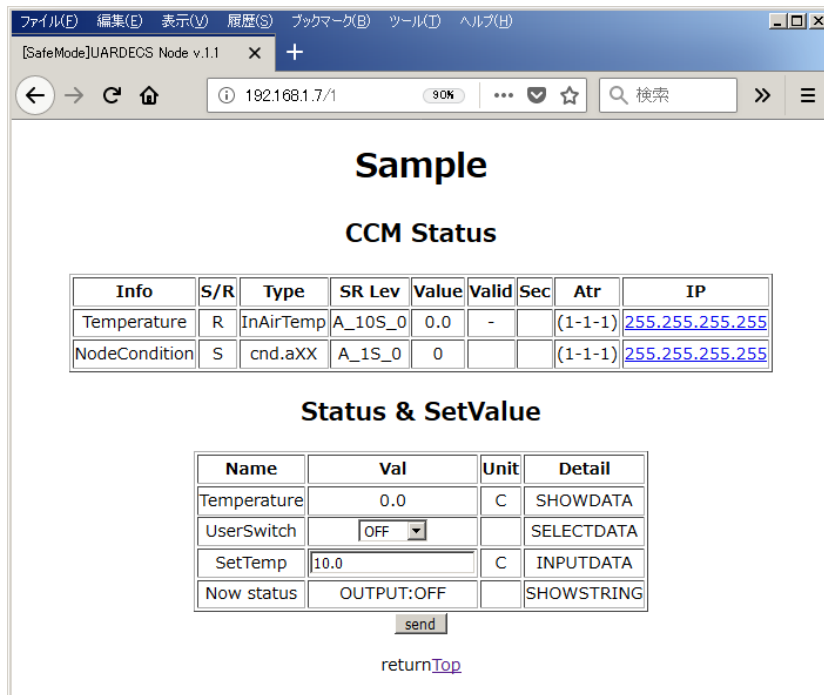 ファイル(F) 編集(E) 表示(V) 履歴(S) ブックマーク(B) ツール(T) ヘルプ(H)
[SafeMode]UARDECS Node v.1.1
192.168.1.7/1 90% 検索
Sample
CCM Status
Info S/R Type SR Lev Value Valid Sec Atr IP
Temperature R InAirTemp A_10S_0 0.0 - (1-1-1) 255.255.255.255
NodeCondition S cnd.aXX A_1S_0 0 (1-1-1) 255.255.255.255
Status & SetValue
Name Val Unit Detail
Temperature 0.0 C SHOWDATA
UserSwitch OFF SELECTDATA
SetTemp 10.0 C INPUTDATA
Now status OUTPUT:OFF SHOWSTRING
send
returnTop